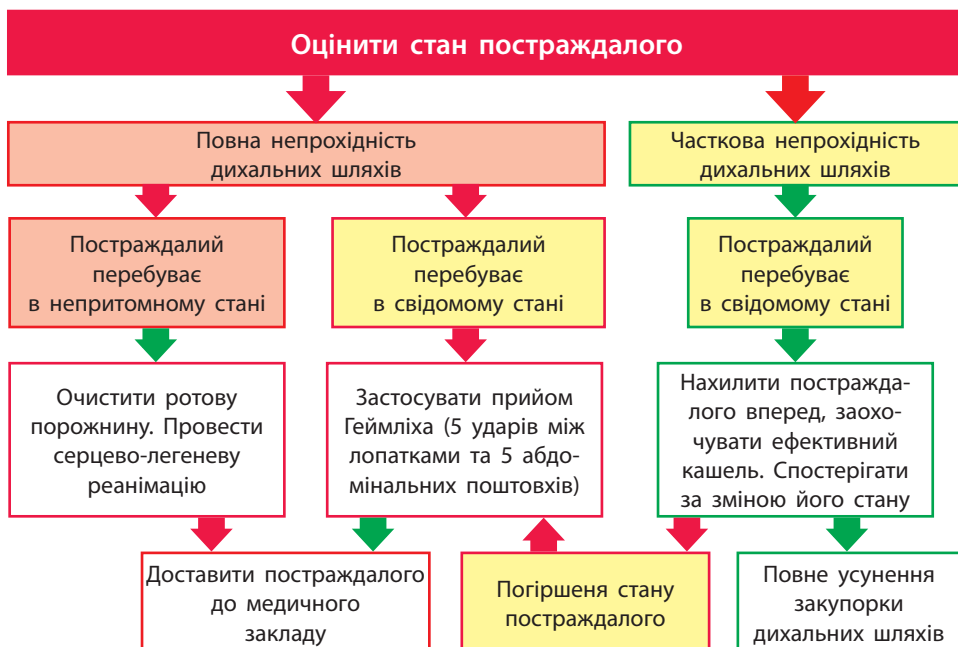 Оцінити стан постраждалого
Повна непрохідність
дихальних шляхів
Часткова непрохідність
дихальних шляхів
Постраждалий
перебуває
в непритомному стані
Постраждалий
перебуває
в свідомому стані
Постраждалий
перебуває
в свідомому стані
Очистити ротову
порожнину. Провести
серцево-легеневу
реанімацію
Застосувати прийом
Геймліха (5 ударів між
лопатками та 5 абдо-
мінальних поштовхів)
Нахилити постражда-
лого вперед, заохо-
чувати ефективний
кашель. Спостерігати
за зміною його стану
Доставити постраждалого
до медичного
закладу
Погіршеня стану
постраждалого
Повне усунення
закупорки
дихальних шляхів